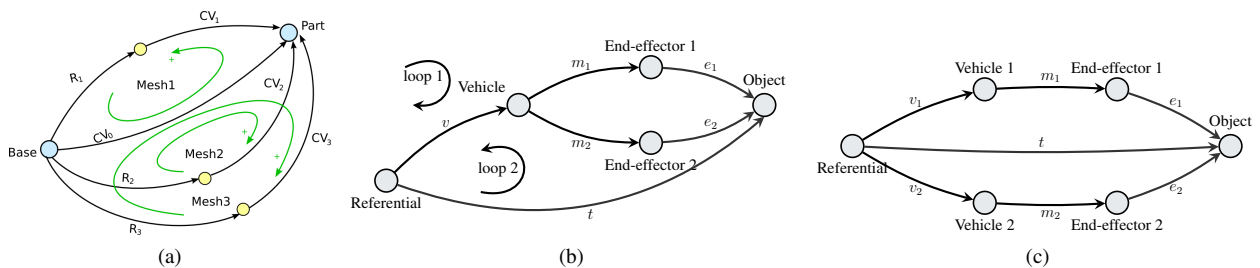 CV₁
Part
R₁
+
Mesh1
CV₂
CV₀
CV₃
+
Base
Mesh2
+
R₂
Mesh3
R₃
(a)
End-effector 1
m₁
e₁
loop 1
Vehicle
Object
v
e₂
m₂
loop 2
End-effector 2
Referential
t
(b)
Vehicle 1
m₁
End-effector 1
v₁
e₁
Object
t
Referential
v₂
e₂
m₂
Vehicle 2
End-effector 2
(c)